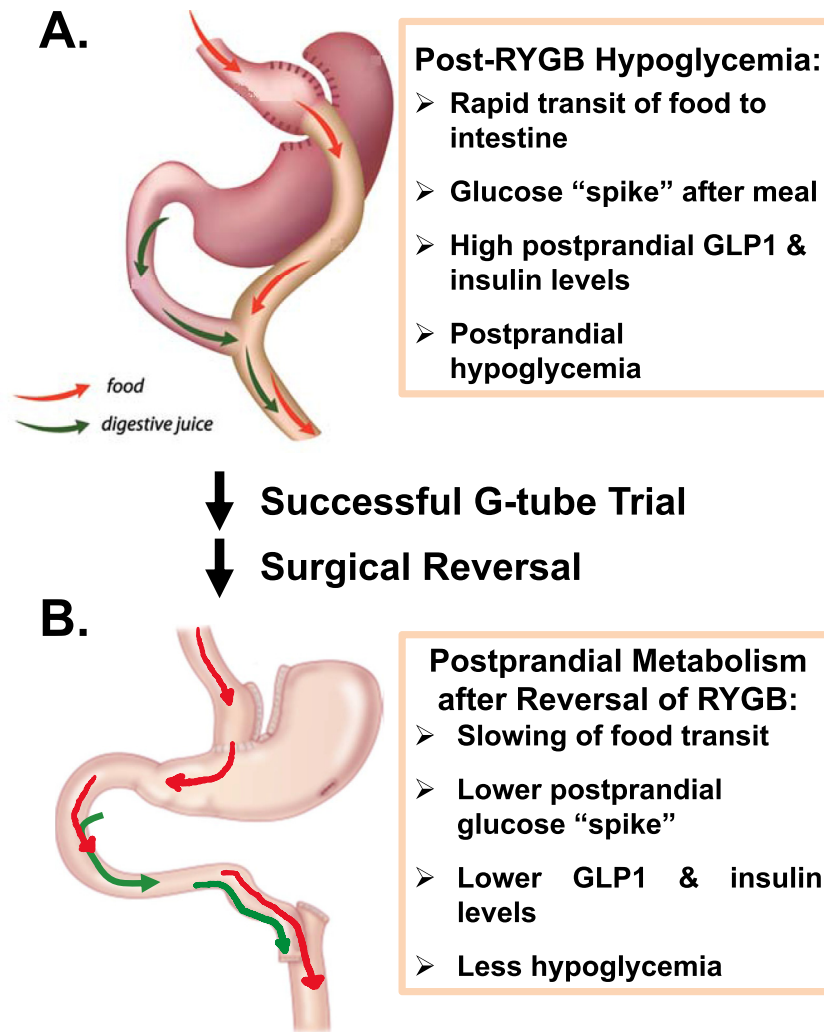 A.
Post-RYGB Hypoglycemia:
➢ Rapid transit of food to
intestine
➢ Glucose “spike” after meal
➢ High postprandial GLP1 &
insulin levels
➢ Postprandial
hypoglycemia
food
digestive juice
Successful G-tube Trial
Surgical Reversal
B.
Postprandial Metabolism
after Reversal of RYGB:
➢ Slowing of food transit
➢ Lower postprandial
glucose “spike”
➢ Lower GLP1 & insulin
levels
➢ Less hypoglycemia